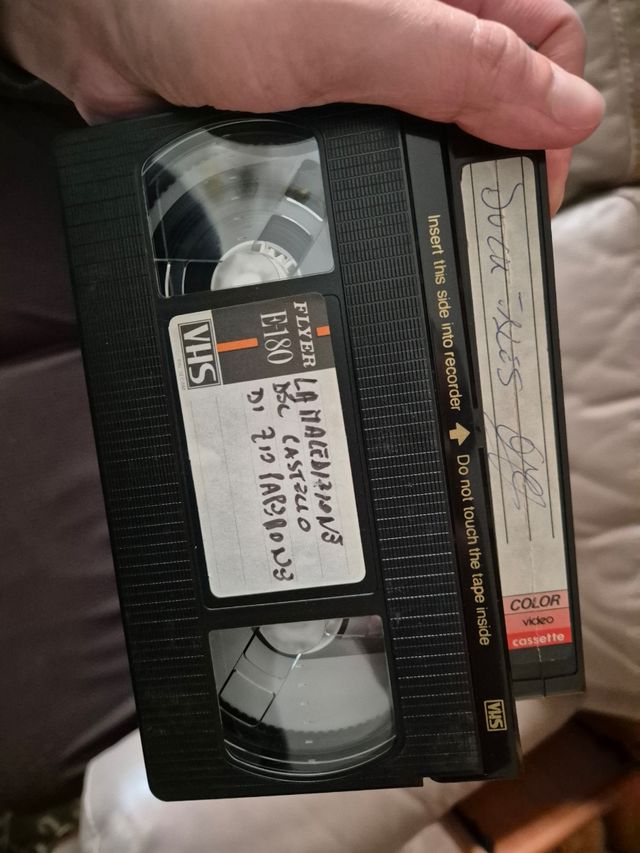 FLYER
E-180
VHS
LA MALEDIZIONE
DEL CASTELLO
DI ZIO PAPERONE
Insert this side into recorder
Do not touch the tape inside
VHS
COLOR
video
cassette